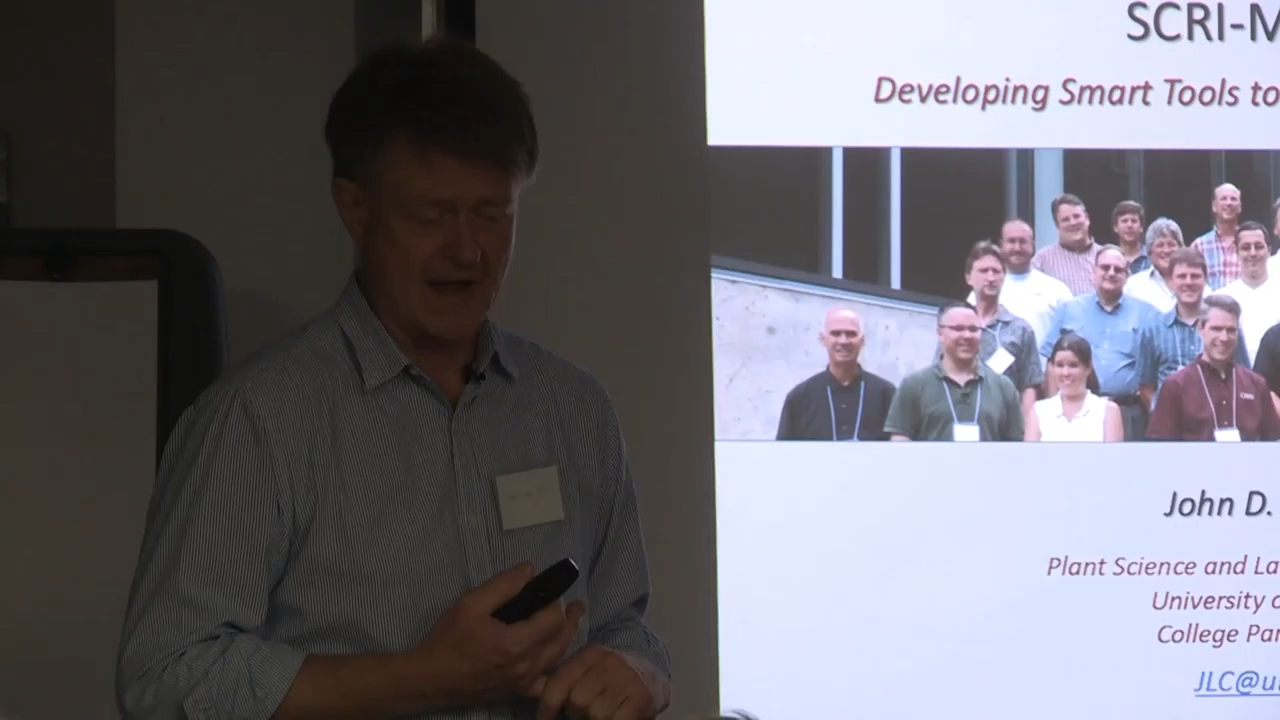 SCRI-M
Developing Smart Tools to
John D.
Plant Science and La
University o
College Par
JLC@u